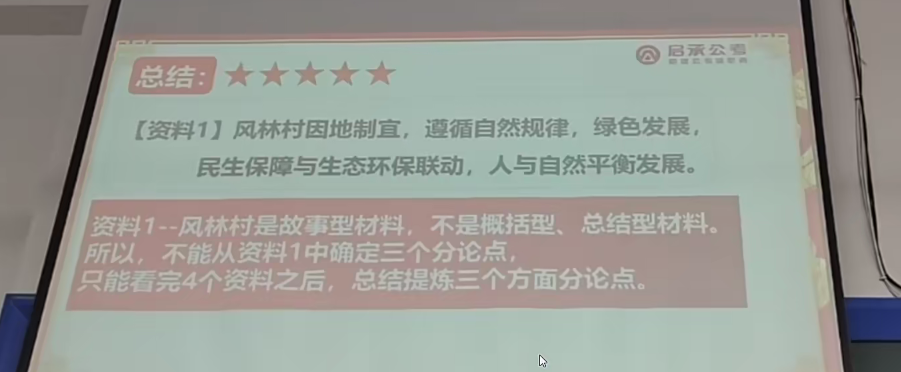 启承公考
总结：
【资料1】风林村因地制宜，遵循自然规律，绿色发展，
民生保障与生态环保联动，人与自然平衡发展。
资料1--风林村是故事型材料，不是概括型、总结型材料。
所以，不能从资料1中确定三个分论点，
只能看完4个资料之后，总结提炼三个方面分论点。